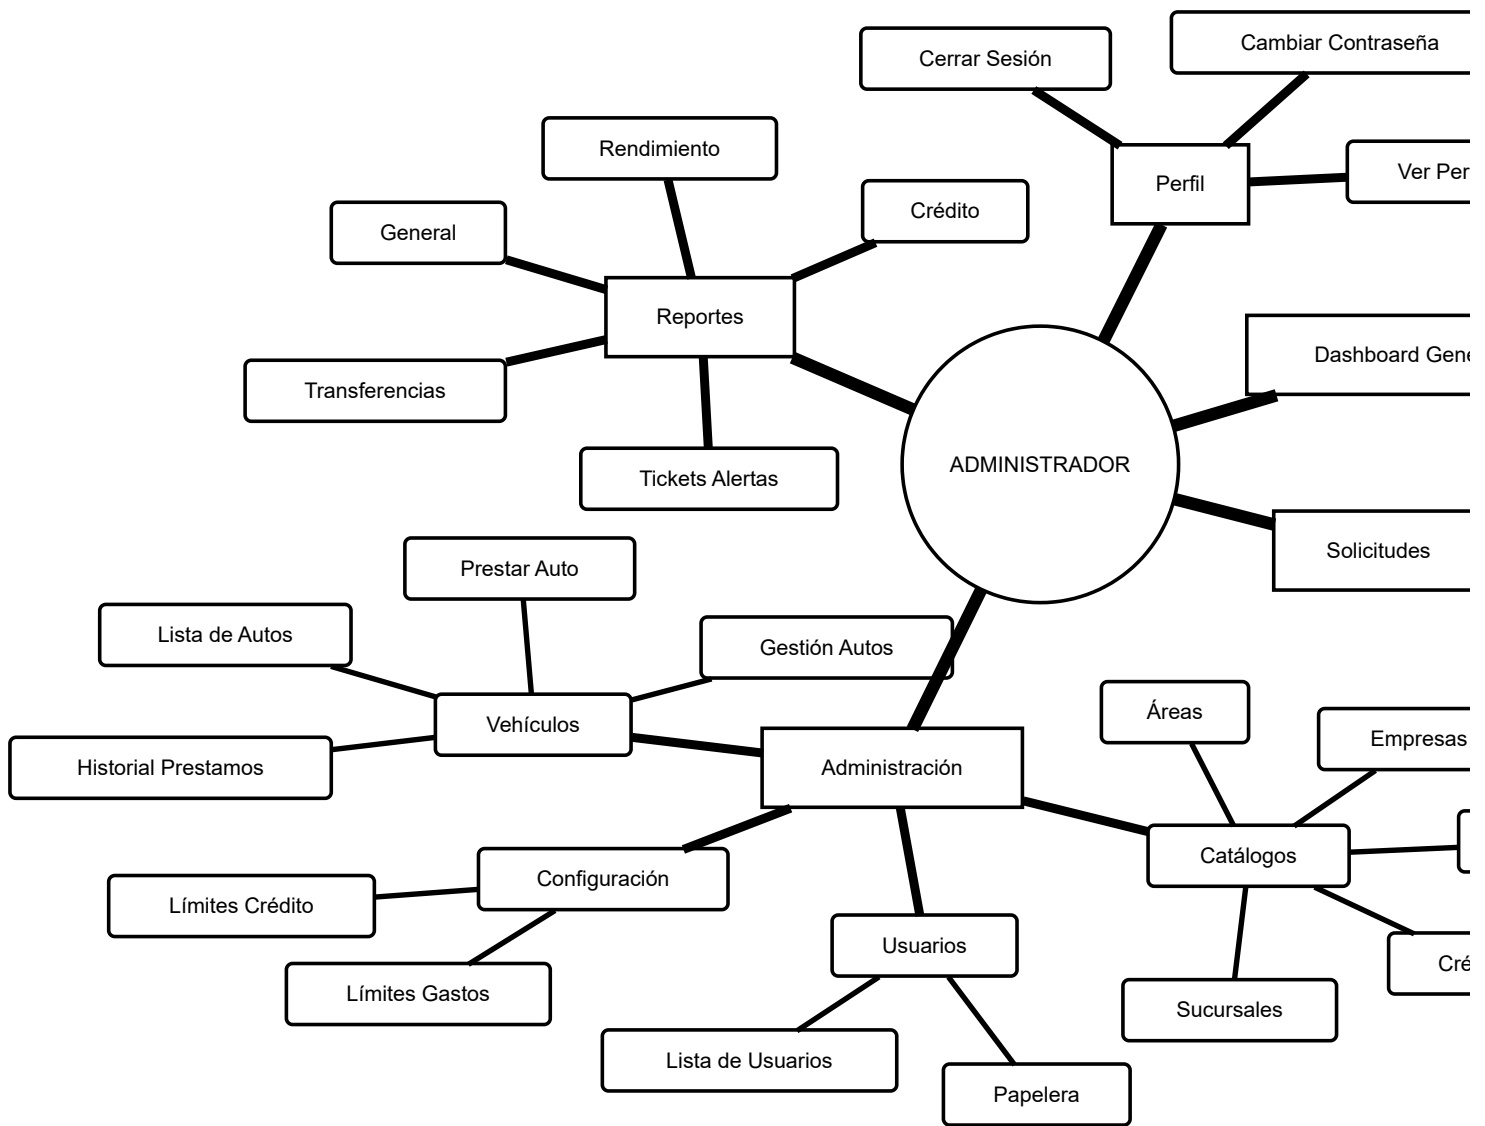 Cambiar Contraseña
Cerrar Sesión
Rendimiento
Ver
Perfil
Crédito
General
Reportes
Dashboard
Transferencias
ADMINISTRADOR
Tickets Alertas
Solicitudes
Prestar Auto
Lista de Autos
Gestión Autos
Áreas
Vehículos
Empresas
Historial Prestamos
Administración
Catálogos
Configuración
Límites Crédito
Usuarios
Límites Gastos
Sucursales
Lista de Usuarios
Papelera